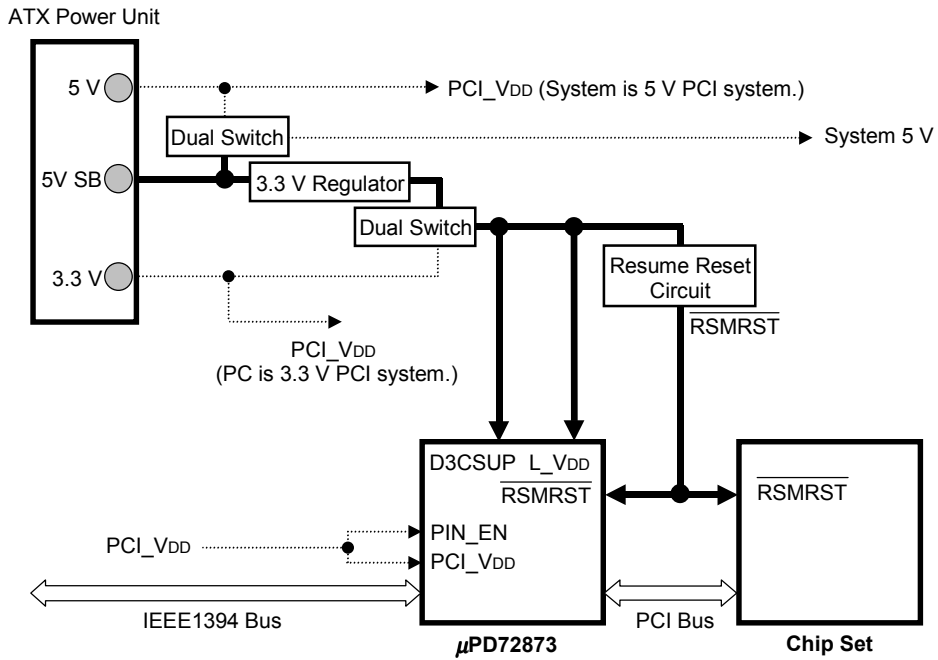 ATX Power Unit
5 V
PCI_VDD (System is 5 V PCI system.)
Dual Switch
System 5 V
5V SB
3.3 V Regulator
Dual Switch
3.3 V
Resume Reset
Circuit
RSMRST
PCI_VDD
(PC is 3.3 V PCI system.)
D3CSUP L_VDD
RSMRST
RSMRST
PIN_EN
PCI_VDD
PCI_VDD
IEEE1394 Bus
PCI Bus
μPD72873
Chip Set